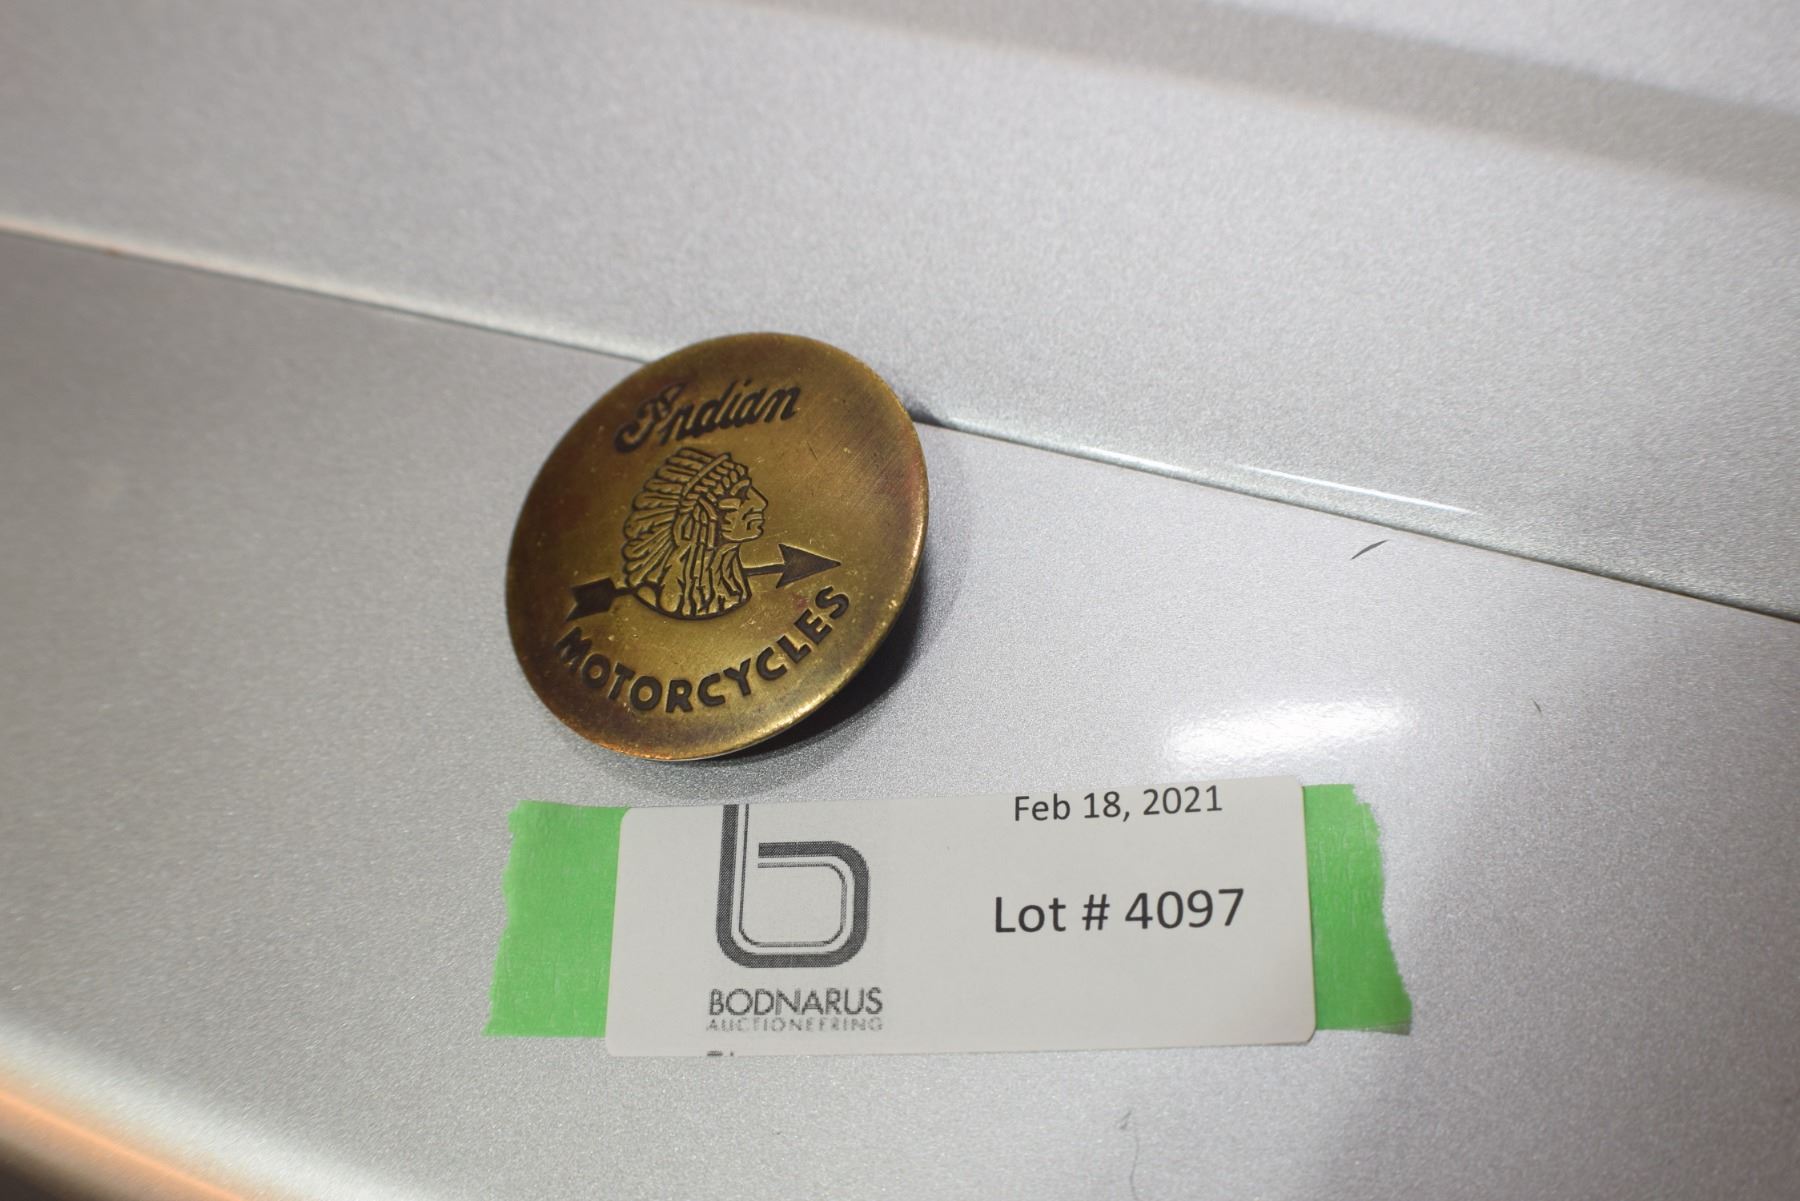 Indian
MOTORCYCLES
Feb 18, 2021
Lot # 4097
BODNARUS
AUCTIONEERING